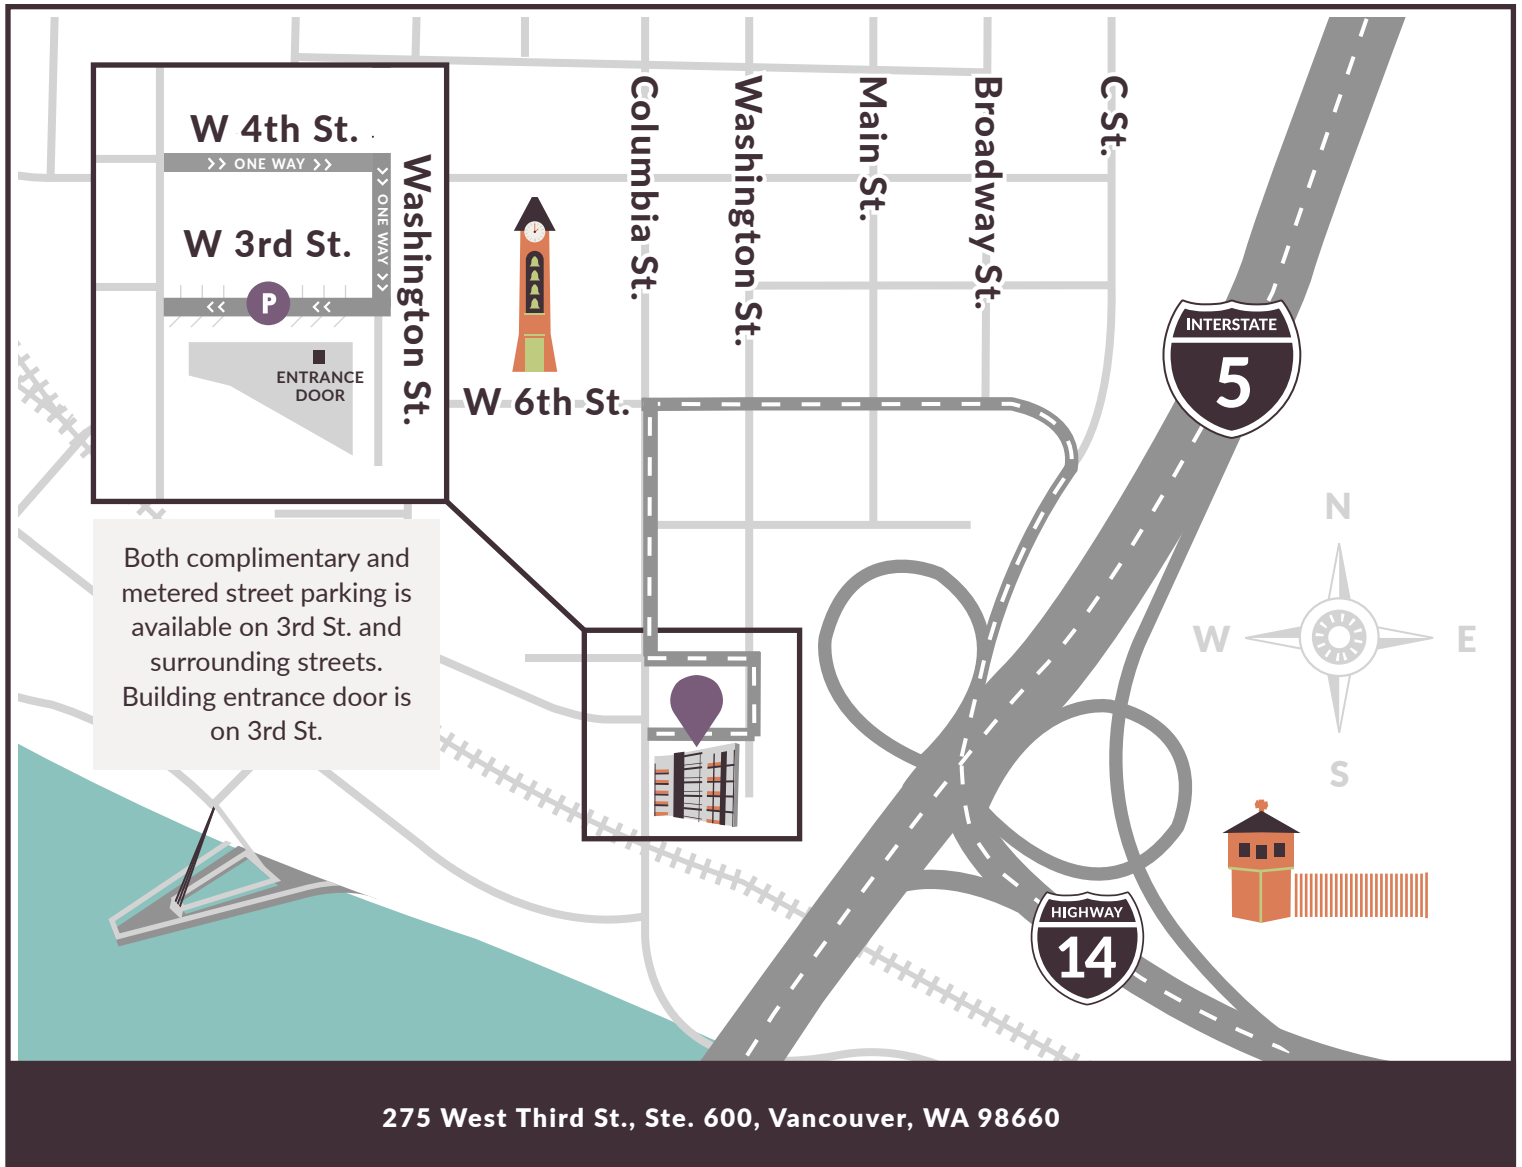 W 4th St.
>> ONE WAY >>
Washington St.
>> ONE WAY >>
W 3rd St.
<< P <<
ENTRANCE
DOOR
Columbia St.
Washington St.
Main St.
Broadway St.
C St.
W 6th St.
INTERSTATE
5
N
W
E
S
Both complimentary and
metered street parking is
available on 3rd St. and
surrounding streets.
Building entrance door is
on 3rd St.
HIGHWAY
14
275 West Third St., Ste. 600, Vancouver, WA 98660